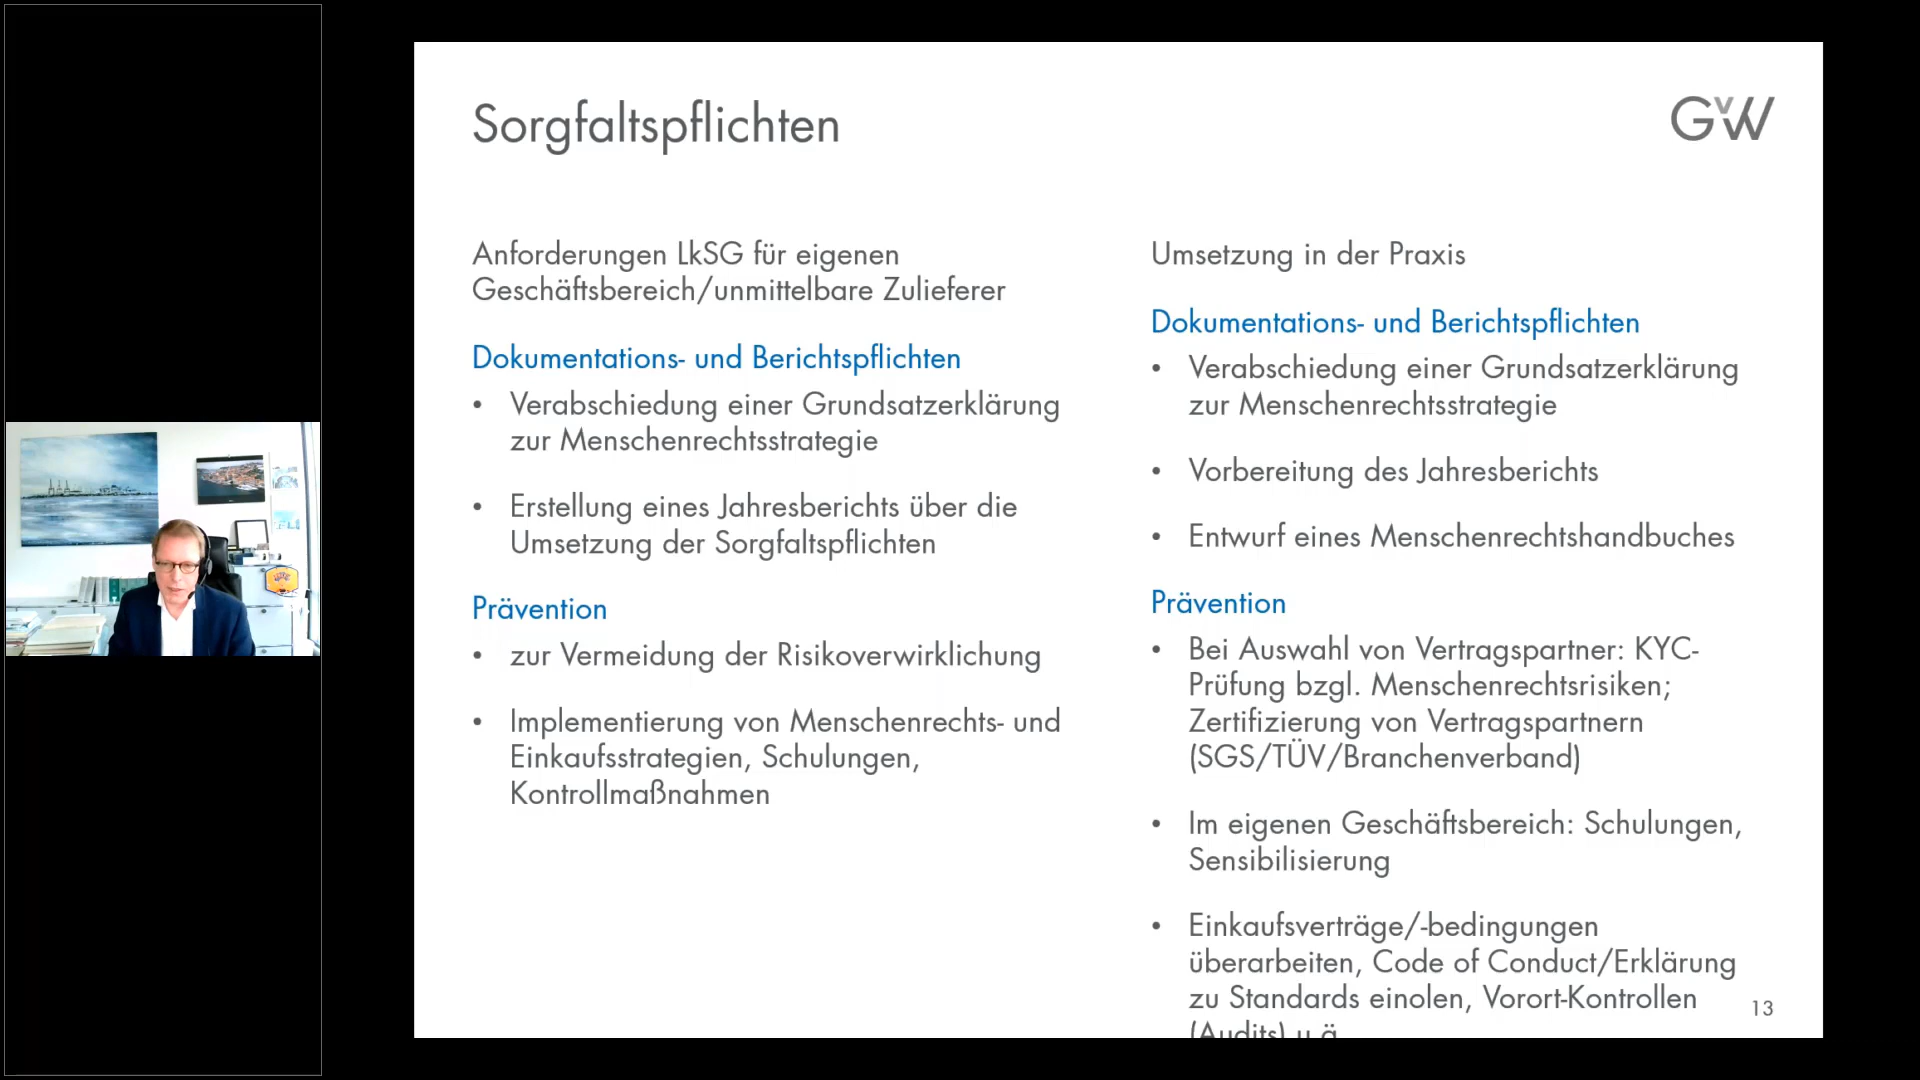 Sorgfaltspflichten
GvW
Anforderungen LkSG für eigenen
Geschäftsbereich/unmittelbare Zulieferer
Dokumentations- und Berichtspflichten
• Verabschiedung einer Grundsatzerklärung
zur Menschenrechtsstrategie
• Erstellung eines Jahresberichts über die
Umsetzung der Sorgfaltspflichten
Prävention
• zur Vermeidung der Risikoverwirklichung
• Implementierung von Menschenrechts- und
Einkaufsstrategien, Schulungen,
Kontrollmaßnahmen
Umsetzung in der Praxis
Dokumentations- und Berichtspflichten
• Verabschiedung einer Grundsatzerklärung
zur Menschenrechtsstrategie
• Vorbereitung des Jahresberichts
• Entwurf eines Menschenrechtshandbuches
Prävention
• Bei Auswahl von Vertragspartner: KYC-
Prüfung bzgl. Menschenrechtsrisiken;
Zertifizierung von Vertragspartnern
(SGS/TÜV/Branchenverband)
• Im eigenen Geschäftsbereich: Schulungen,
Sensibilisierung
• Einkaufsverträge/-bedingungen
überarbeiten, Code of Conduct/Erklärung
zu Standards einolen, Vorort-Kontrollen
(Audits) u.ä.
13